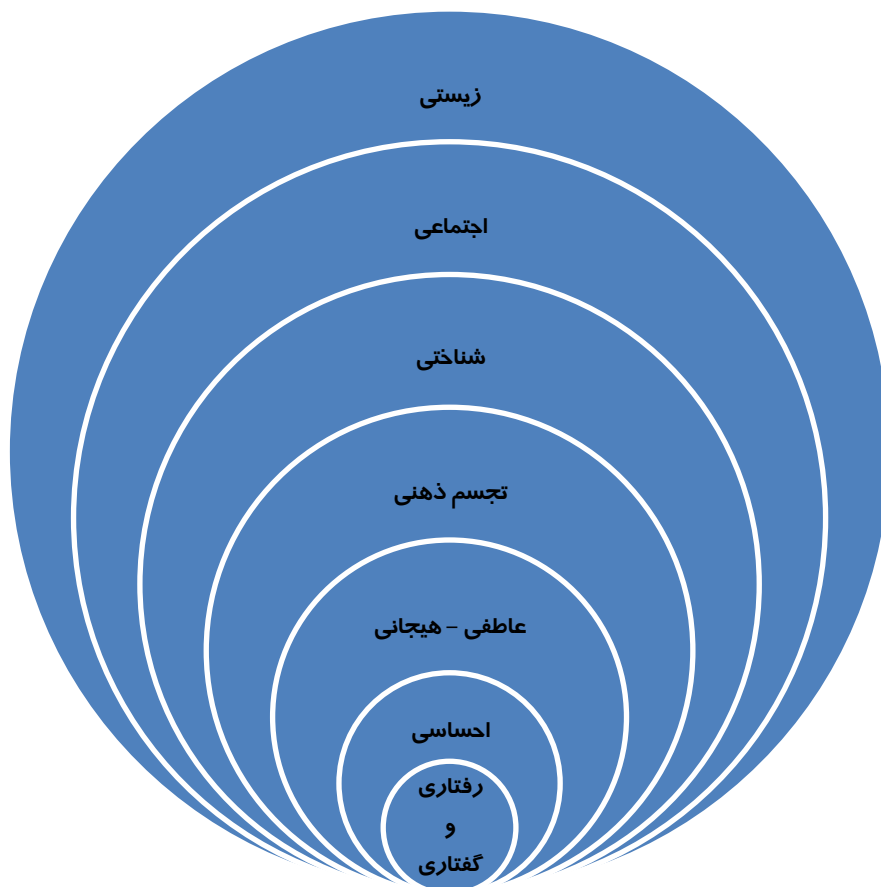 زیستی
اجتماعی
شناختی
تجسم ذهنی
عاطفی – هیجانی
احساسی
رفتاری
و
گفتاری